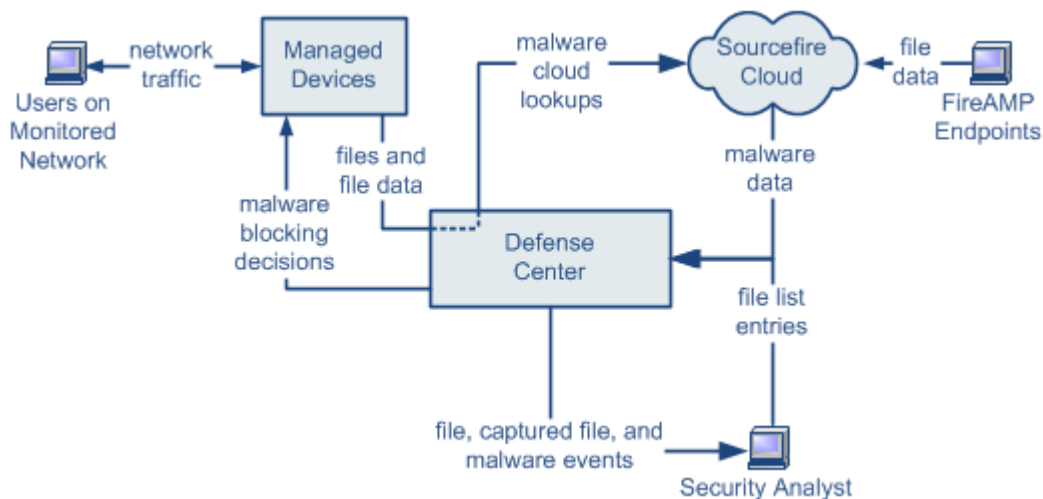 network
traffic
Users on
Monitored
Network
Managed
Devices
malware
cloud
lookups
Sourcefire
Cloud
file
data
FireAMP
Endpoints
files and
file data
malware
data
malware
blocking
decisions
Defense
Center
file list
entries
file, captured file, and
malware events
Security Analyst